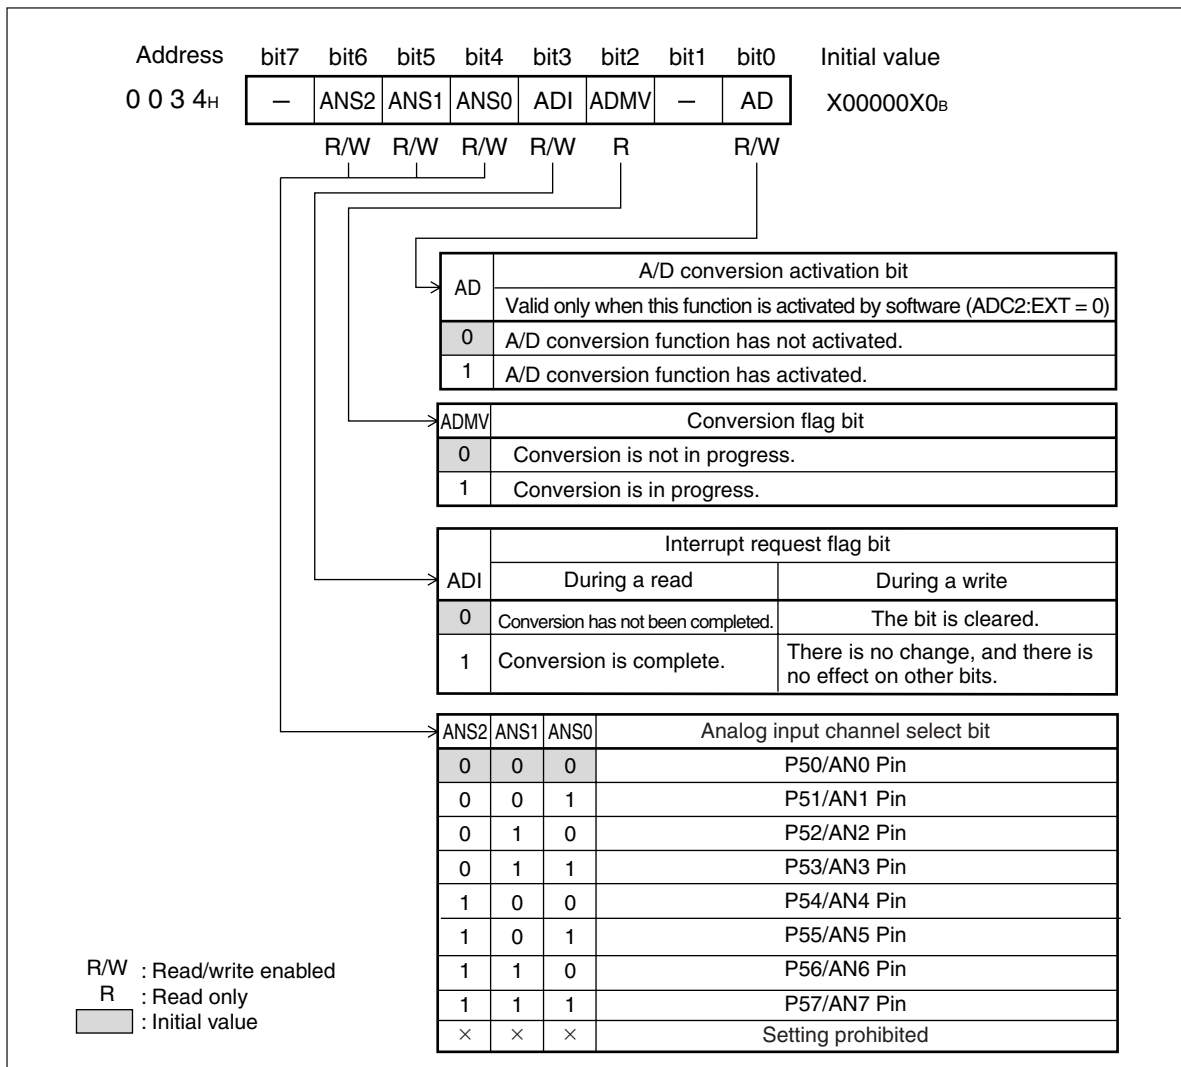 Address bit7 bit6 bit5 bit4 bit3 bit2 bit1 bit0 Initial value
0 0 3 4H — ANS2 ANS1 ANS0 ADI ADMV — AD X00000X0B
R/W R/W R/W R/W R R/W
AD A/D conversion activation bit
Valid only when this function is activated by software (ADC2:EXT = 0)
0 A/D conversion function has not activated.
1 A/D conversion function has activated.
ADMV Conversion flag bit
0 Conversion is not in progress.
1 Conversion is in progress.
Interrupt request flag bit
ADI During a read During a write
0 Conversion has not been completed. The bit is cleared.
1 Conversion is complete. There is no change, and there is
no effect on other bits.
ANS2 ANS1 ANS0 Analog input channel select bit
0 0 0 P50/AN0 Pin
0 0 1 P51/AN1 Pin
0 1 0 P52/AN2 Pin
0 1 1 P53/AN3 Pin
1 0 0 P54/AN4 Pin
1 0 1 P55/AN5 Pin
1 1 0 P56/AN6 Pin
1 1 1 P57/AN7 Pin
× × × Setting prohibited
R/W : Read/write enabled
R : Read only
: Initial value